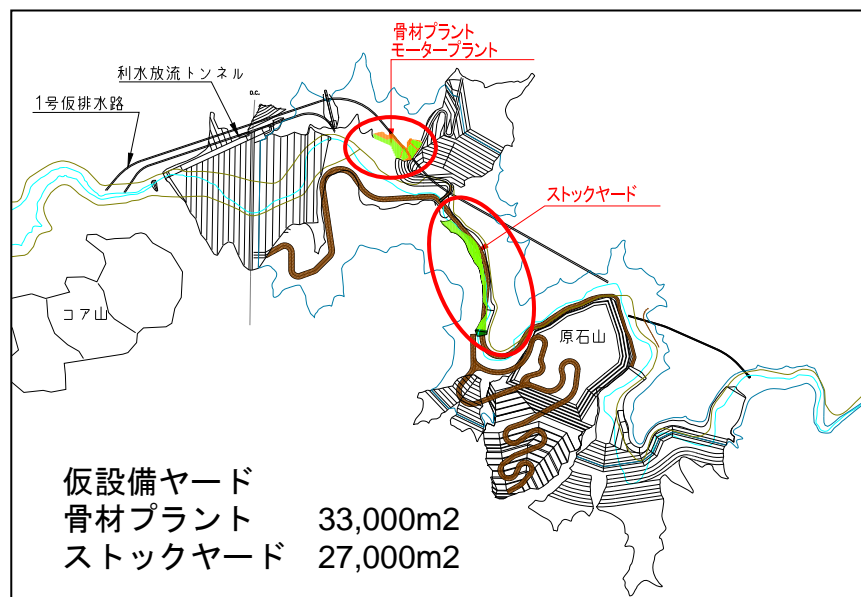 骨材プラント
モータープラント
利水放流トンネル
D.C.
1号仮排水路
ストックヤード
コア山
原石山
仮設備ヤード
骨材プラント 33,000m2
ストックヤード 27,000m2